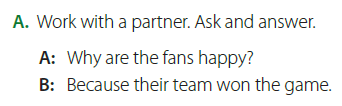 A. Work with a partner. Ask and answer.
A: Why are the fans happy?
B: Because their team won the game.